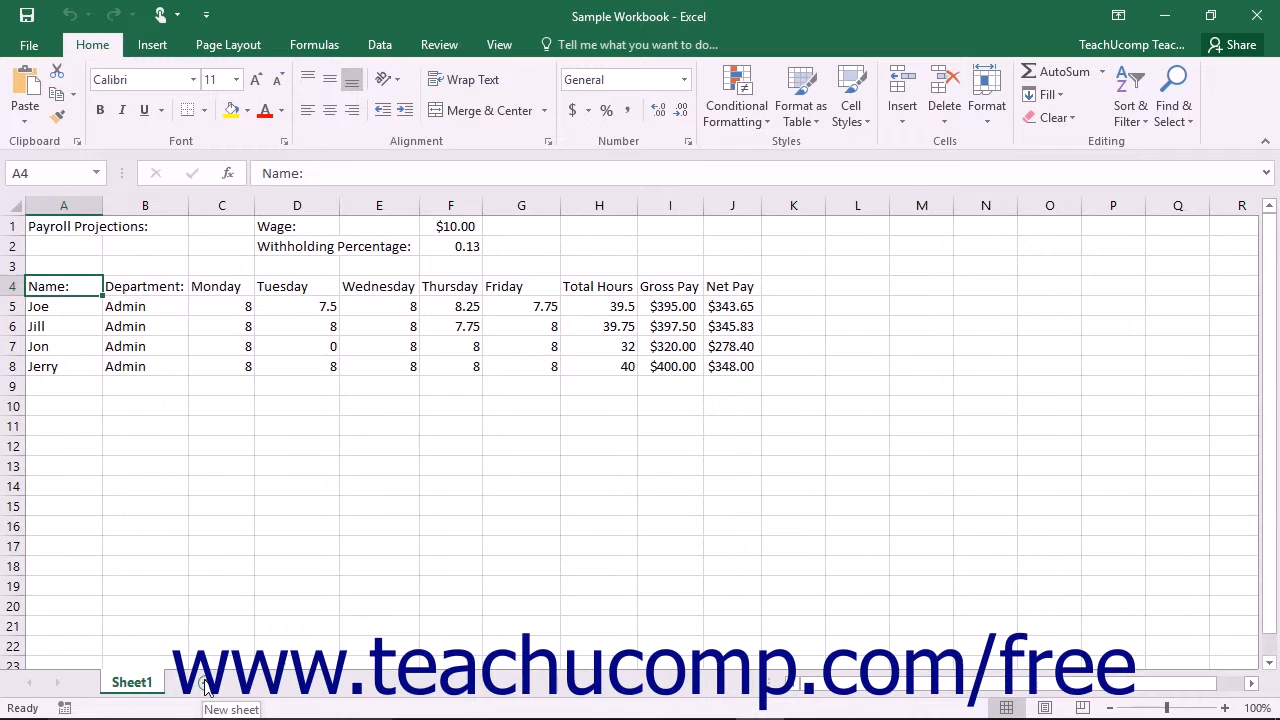 Sample Workbook - Excel
File Home Insert Page Layout Formulas Data Review View Tell me what you want to do... TeachUcomp Teac... Share
Paste
Clipboard
Calibri 11
B I U
Font
Wrap Text
Merge & Center
Alignment
General
$ % ,
Number
Conditional Formatting
Format as Table
Cell Styles
Styles
Insert Delete Format
Cells
AutoSum
Fill
Clear
Sort & Filter
Find & Select
Editing
A4 fx Name:
A B C D E F G H I J K L M N O P Q R
1 Payroll Projections: Wage: $10.00
2 Withholding Percentage: 0.13
3
4 Name: Department: Monday Tuesday Wednesday Thursday Friday Total Hours Gross Pay Net Pay
5 Joe Admin 8 7.5 8 8.25 7.75 39.5 $395.00 $343.65
6 Jill Admin 8 8 8 7.75 8 39.75 $397.50 $345.83
7 Jon Admin 8 0 8 8 8 32 $320.00 $278.40
8 Jerry Admin 8 8 8 8 8 40 $400.00 $348.00
9
10
11
12
13
14
15
16
17
18
19
20
21
22
23
www.teachucomp.com/free
Sheet1
New sheet
Ready 100%